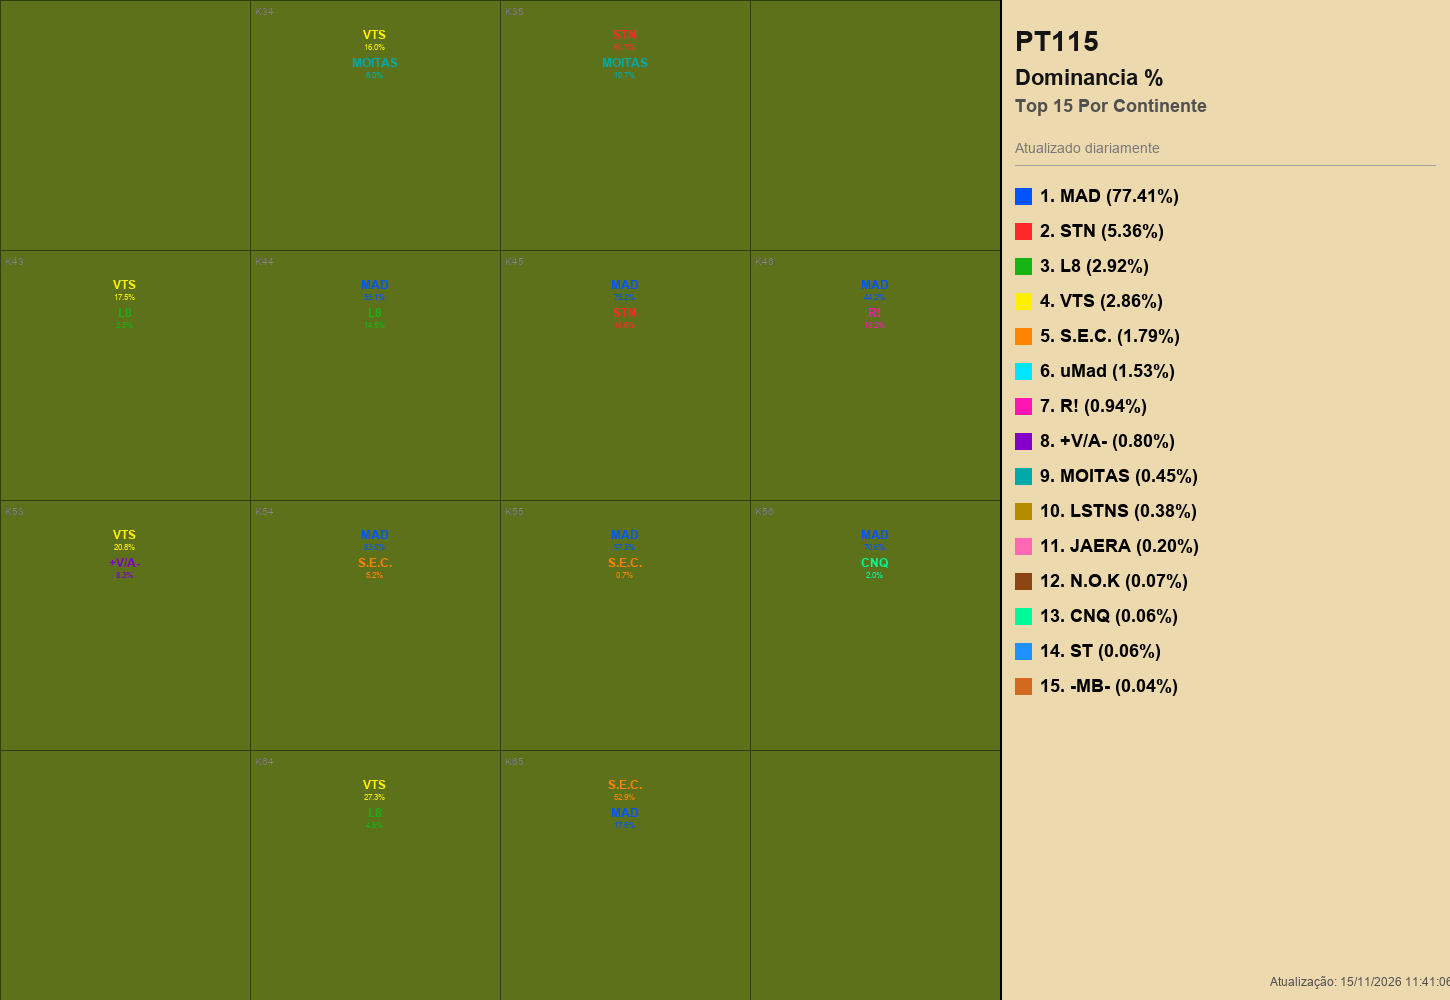 K34
VTS
16.0%
MOITAS
K35
STN
MOITAS
10.7%
K43
VTS
17.5%
L8
K44
MAD
L8
K45
MAD
STN
K46
MAD
R!
K53
VTS
20.8%
+V/A-
K54
MAD
S.E.C.
5.2%
K55
MAD
S.E.C.
0.7%
K56
MAD
CNQ
2.0%
K64
VTS
27.3%
L8
K65
S.E.C.
52.9%
MAD
PT115
Dominancia %
Top 15 Por Continente
Atualizado diariamente
1. MAD (77.41%)
2. STN (5.36%)
3. L8 (2.92%)
4. VTS (2.86%)
5. S.E.C. (1.79%)
6. uMad (1.53%)
7. R! (0.94%)
8. +V/A- (0.80%)
9. MOITAS (0.45%)
10. LSTNS (0.38%)
11. JAERA (0.20%)
12. N.O.K (0.07%)
13. CNQ (0.06%)
14. ST (0.06%)
15. -MB- (0.04%)
Atualização: 15/11/2026 11:41:06